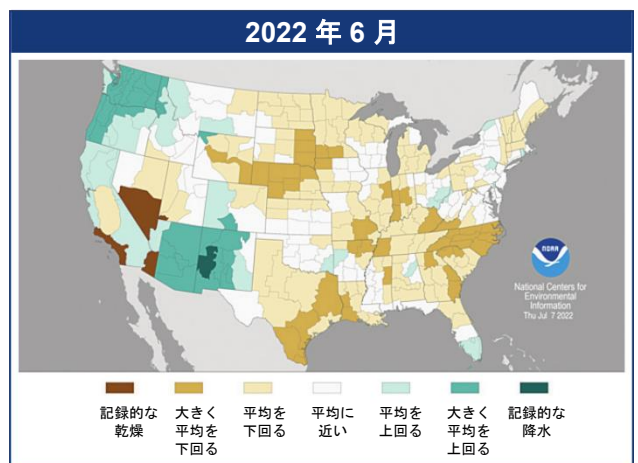 2022 年 6 月
NOAA
National Centers for
Environmental
Information
Thu Jul 7 2022
記録的な
乾燥
大きく
平均を
下回る
平均を
下回る
平均に
近い
平均を
上回る
大きく
平均を
上回る
記録的な
降水